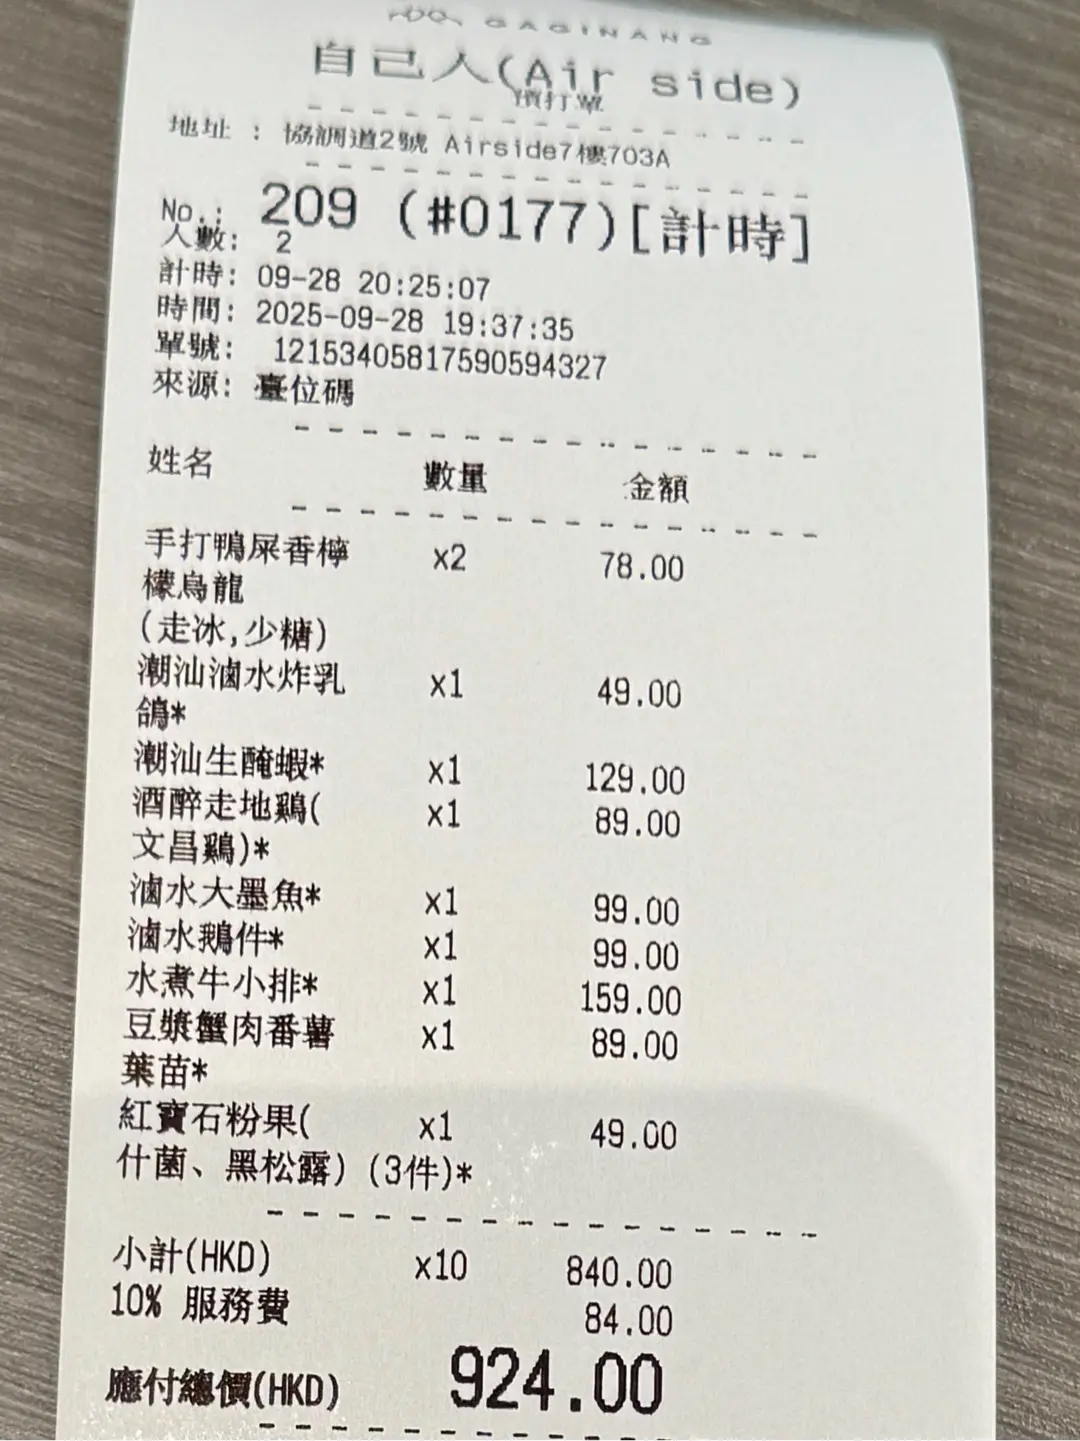 GAGINANG
自己人(Air side)
預打單
地址 : 協調道2號 Airside7樓703A
No.: 209 (#0177)[計時]
人數: 2
計時: 09-28 20:25:07
時間: 2025-09-28 19:37:35
單號: 12153405817590594327
來源: 臺位碼
姓名 數量 金額
手打鴨屎香檸 x2 78.00
檬烏龍
(走冰,少糖)
潮汕滷水炸乳 x1 49.00
鴿*
潮汕生醃蝦* x1 129.00
酒醉走地鷄( x1 89.00
文昌鷄)*
滷水大墨魚* x1 99.00
滷水鵝件* x1 99.00
水煮牛小排* x1 159.00
豆漿蟹肉番薯 x1 89.00
葉苗*
紅寶石粉果( x1 49.00
什菌、黑松露) (3件)*
小計(HKD) x10 840.00
10% 服務費 84.00
應付總價(HKD) 924.00